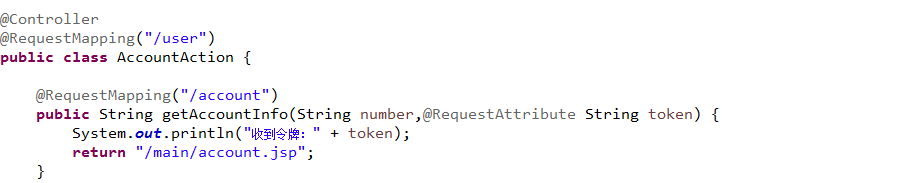 @Controller
@RequestMapping("/user")
public class AccountAction {
@RequestMapping("/account")
public String getAccountInfo(String number,@RequestAttribute String token) {
System.out.println("收到令牌：" + token);
return "/main/account.jsp";
}